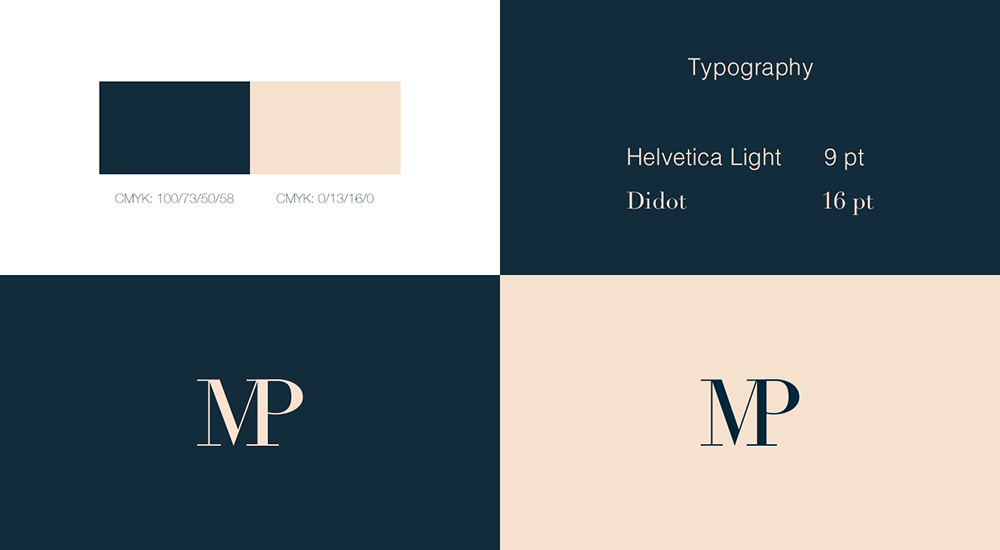 CMYK: 100/73/50/58
CMYK: 0/13/16/0
Typography
Helvetica Light 9 pt
Didot 16 pt
MP
MP